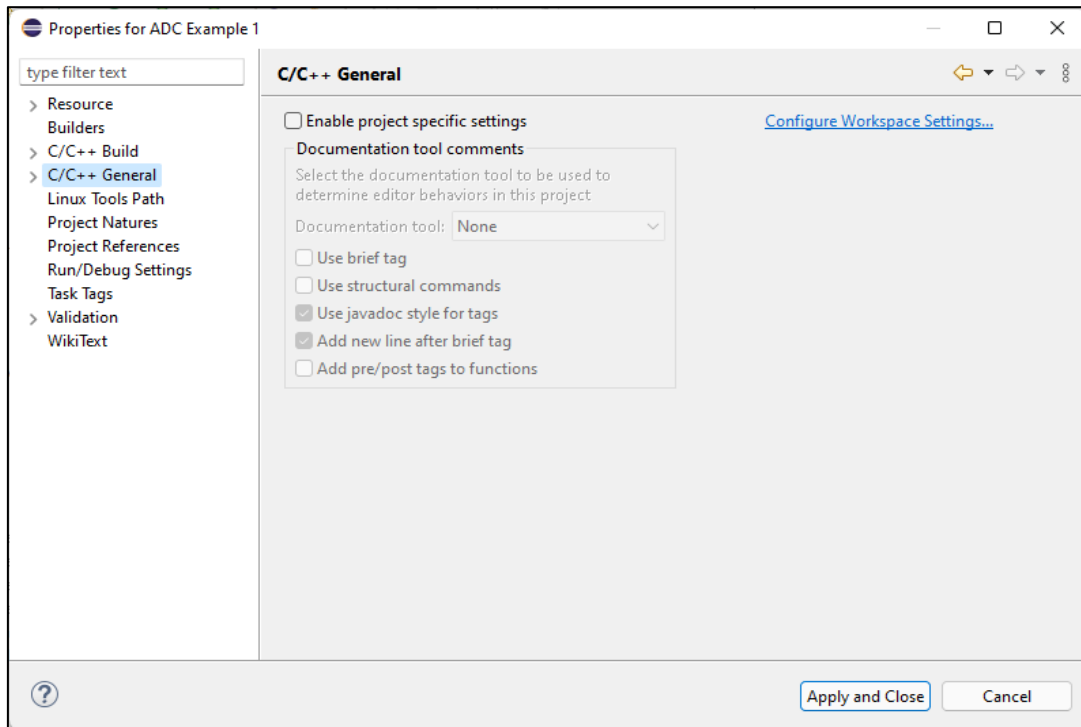 Properties for ADC Example 1
type filter text
Resource
Builders
C/C++ Build
C/C++ General
Linux Tools Path
Project Natures
Project References
Run/Debug Settings
Task Tags
Validation
WikiText
C/C++ General
Enable project specific settings
Configure Workspace Settings...
Documentation tool comments
Select the documentation tool to be used to
determine editor behaviors in this project
Documentation tool: None
Use brief tag
Use structural commands
Use javadoc style for tags
Add new line after brief tag
Add pre/post tags to functions
?
Apply and Close
Cancel